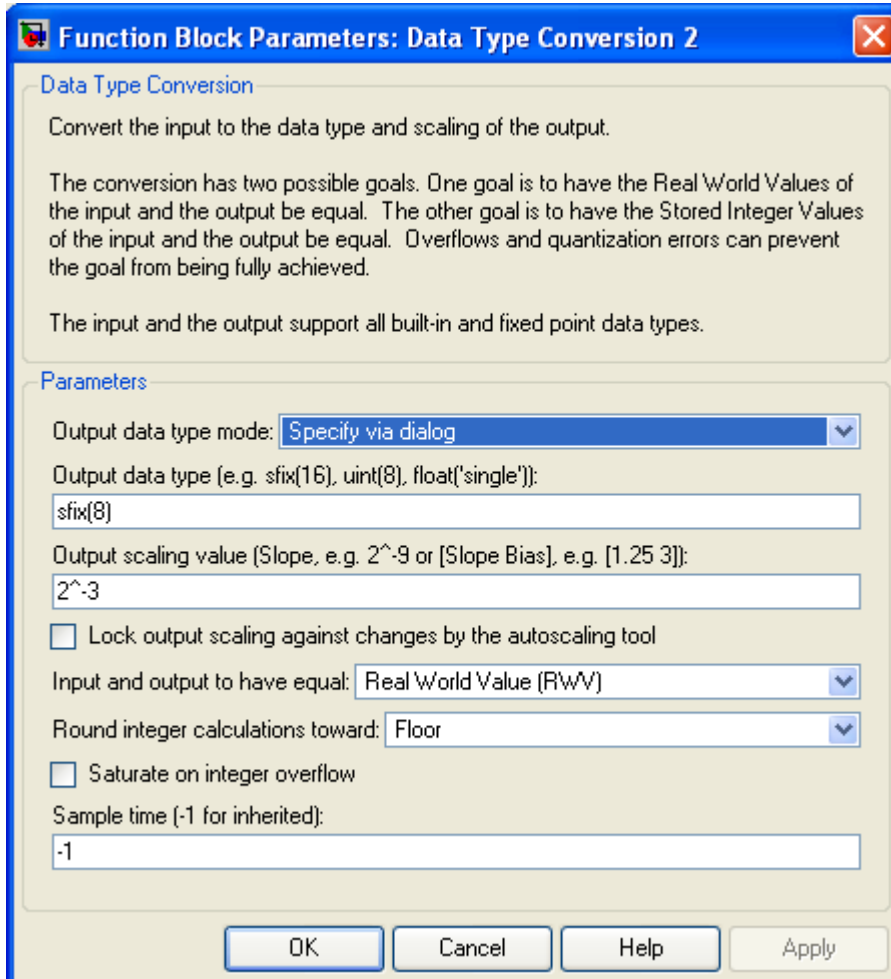 Function Block Parameters: Data Type Conversion 2
Data Type Conversion
Convert the input to the data type and scaling of the output.
The conversion has two possible goals. One goal is to have the Real World Values of
the input and the output be equal.  The other goal is to have the Stored Integer Values
of the input and the output be equal.  Overflows and quantization errors can prevent
the goal from being fully achieved.
The input and the output support all built-in and fixed point data types.
Parameters
Output data type mode: Specify via dialog
Output data type (e.g. sfix(16), uint(8), float('single')):
sfix(8)
Output scaling value (Slope, e.g. 2^-9 or [Slope Bias], e.g. [1.25 3]):
2^-3
Lock output scaling against changes by the autoscaling tool
Input and output to have equal: Real World Value (RWV)
Round integer calculations toward: Floor
Saturate on integer overflow
Sample time (-1 for inherited):
-1
OK Cancel Help Apply